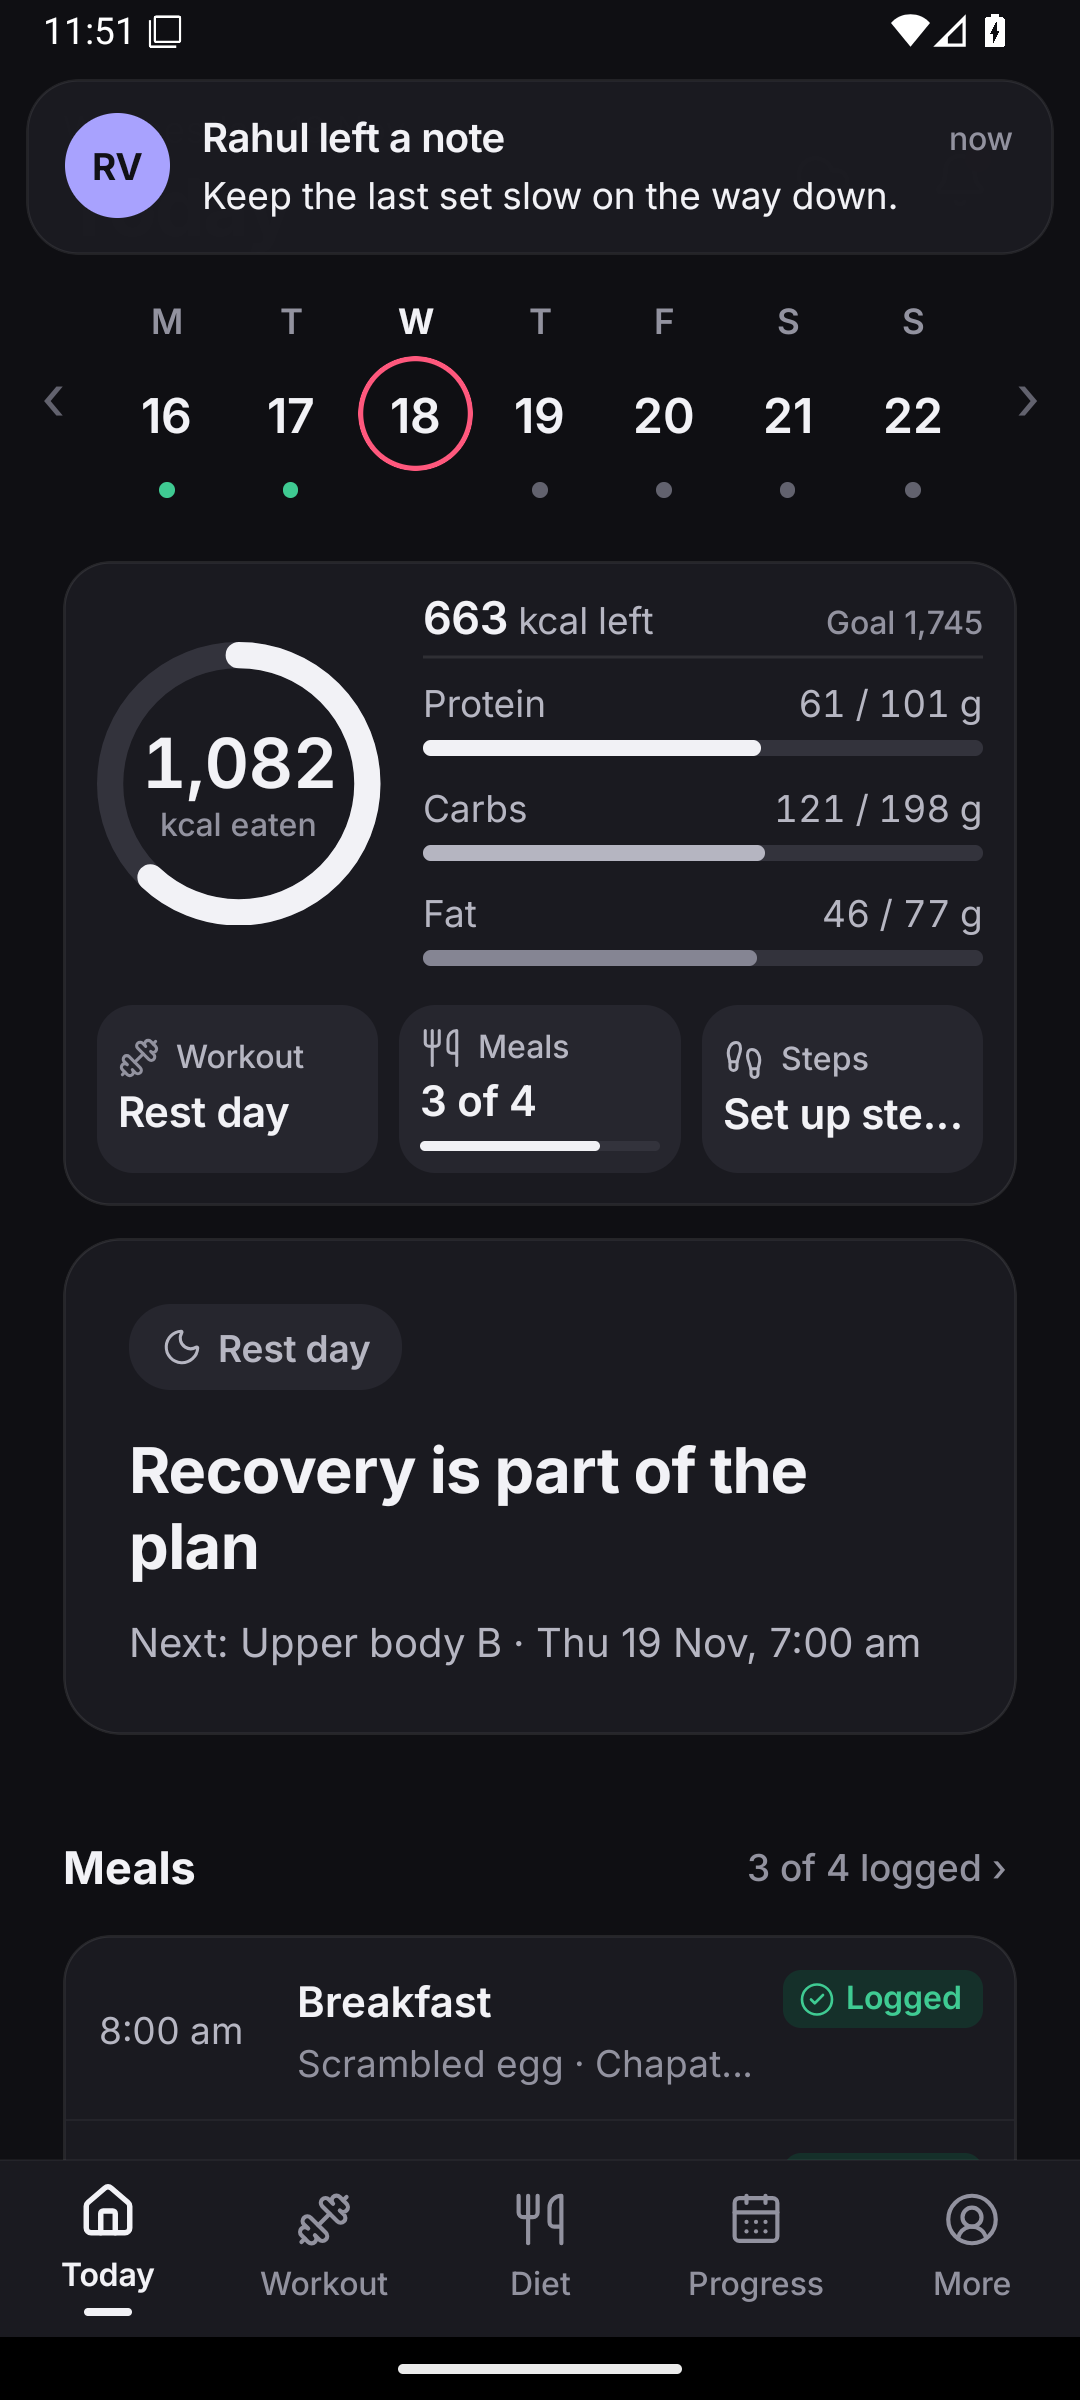 11:51
RV
Rahul left a note
now
Keep the last set slow on the way down.
M T W T F S S
‹ 16 17 18 19 20 21 22 ›
663 kcal left
Goal 1,745
1,082
kcal eaten
Protein 61 / 101 g
Carbs 121 / 198 g
Fat 46 / 77 g
Workout
Rest day
Meals
3 of 4
Steps
Set up ste...
Rest day
Recovery is part of the
plan
Next: Upper body B · Thu 19 Nov, 7:00 am
Meals
3 of 4 logged ›
8:00 am
Breakfast
Logged
Scrambled egg · Chapat...
Today Workout Diet Progress More